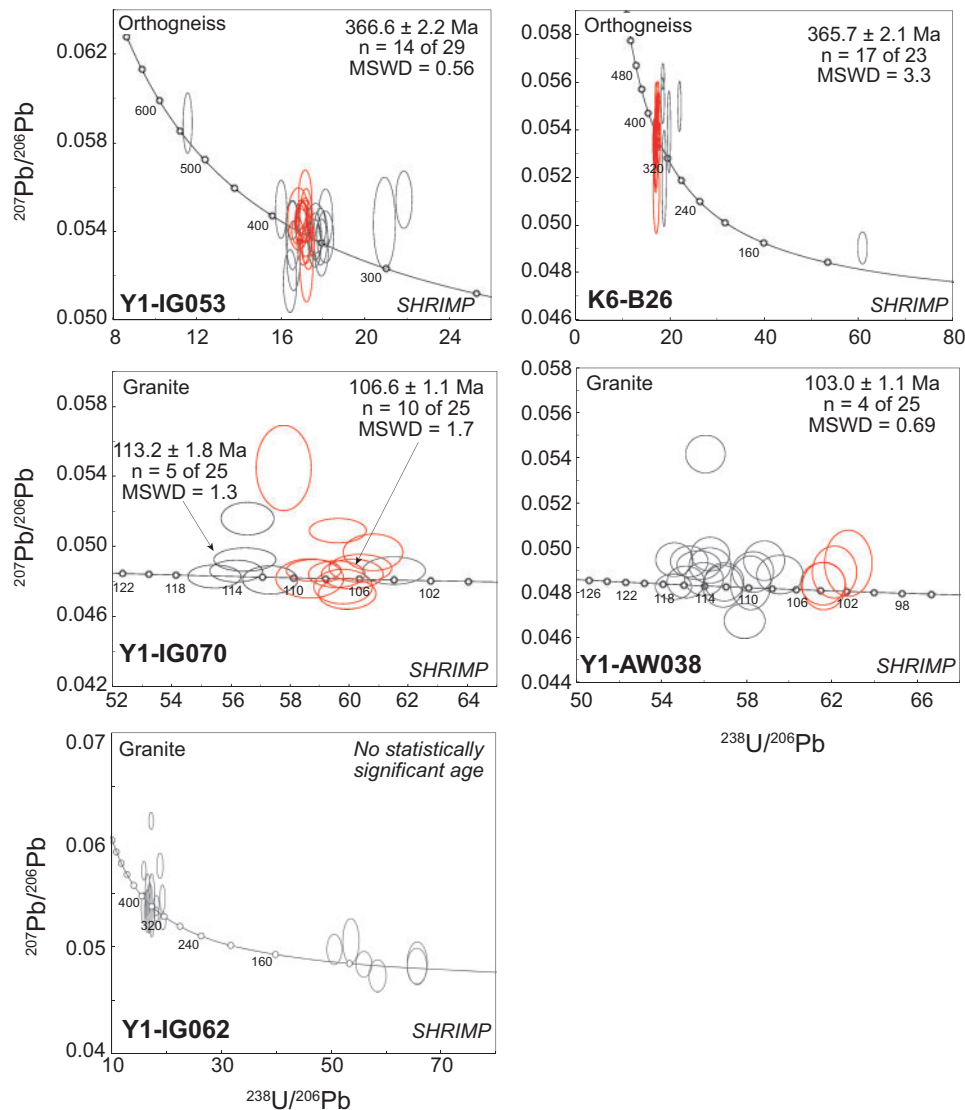 Orthogneiss
366.6 ± 2.2 Ma
n = 14 of 29
MSWD = 0.56
0.062
0.058
0.054
0.050
207Pb/206Pb
600
500
400
300
Y1-IG053
SHRIMP
8
12
16
20
24
Orthogneiss
365.7 ± 2.1 Ma
n = 17 of 23
MSWD = 3.3
0.058
0.056
0.054
0.052
0.050
0.048
0.046
480
400
320
240
160
K6-B26
SHRIMP
0
10
20
30
40
50
60
70
80
Granite
106.6 ± 1.1 Ma
n = 10 of 25
MSWD = 1.7
113.2 ± 1.8 Ma
n = 5 of 25
MSWD = 1.3
0.058
0.054
0.050
0.046
0.042
207Pb/206Pb
122
118
114
110
106
102
Y1-IG070
SHRIMP
52
54
56
58
60
62
64
Granite
103.0 ± 1.1 Ma
n = 4 of 25
MSWD = 0.69
0.058
0.056
0.054
0.052
0.050
0.048
0.046
0.044
126
122
118
114
110
106
102
98
Y1-AW038
SHRIMP
50
54
58
62
66
238U/206Pb
Granite
No statistically
significant age
0.07
0.06
0.05
0.04
207Pb/206Pb
400
320
240
160
Y1-IG062
SHRIMP
10
30
50
70
238U/206Pb